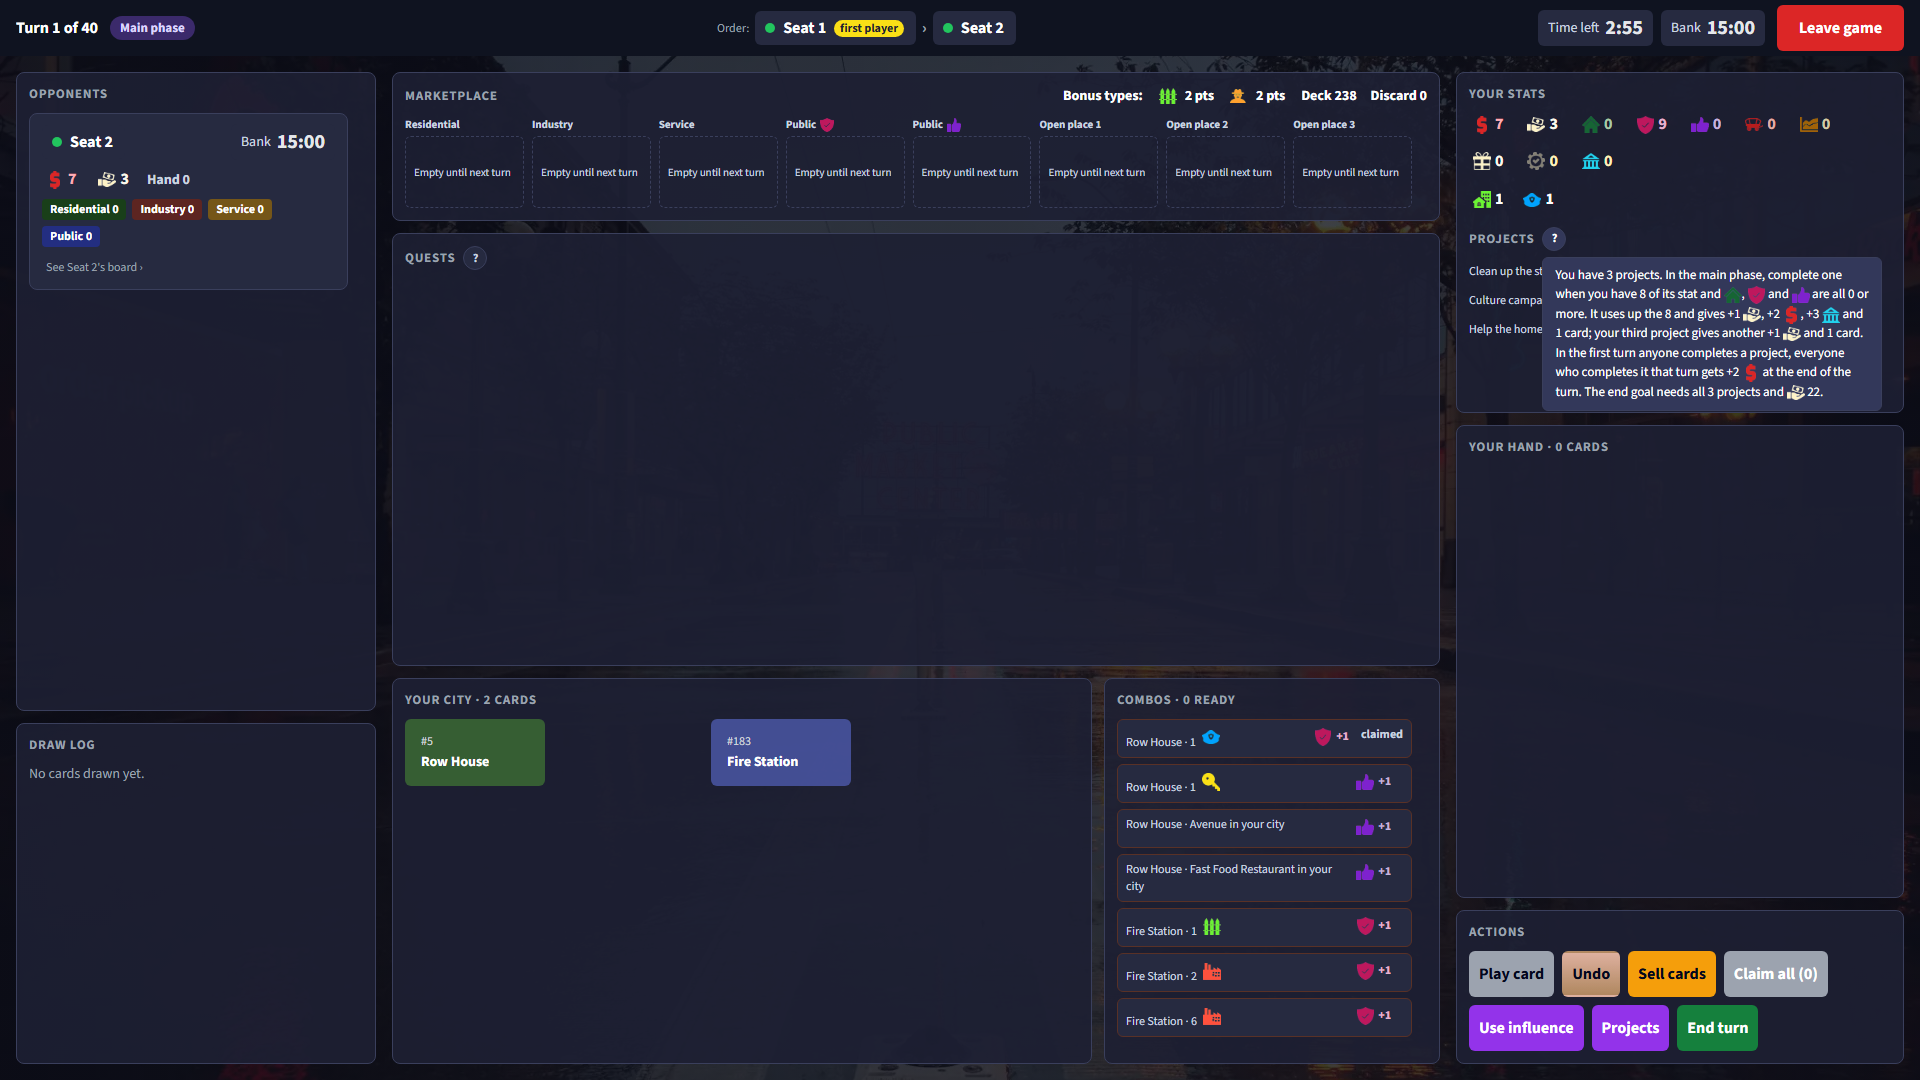 Turn 1 of 40
Main phase
Order:
Seat 1
first player
›
Seat 2
Time left 2:55
Bank 15:00
Leave game
OPPONENTS
Seat 2
Bank 15:00
7
3
Hand 0
Residential 0
Industry 0
Service 0
Public 0
See Seat 2's board ›
DRAW LOG
No cards drawn yet.
MARKETPLACE
Bonus types:
2 pts
2 pts
Deck 238
Discard 0
Residential
Industry
Service
Public
Public
Open place 1
Open place 2
Open place 3
Empty until next turn
Empty until next turn
Empty until next turn
Empty until next turn
Empty until next turn
Empty until next turn
Empty until next turn
Empty until next turn
QUESTS
?
YOUR CITY · 2 CARDS
#5
Row House
#183
Fire Station
COMBOS · 0 READY
Row House · 1
+1
claimed
Row House · 1
+1
Row House · Avenue in your city
+1
Row House · Fast Food Restaurant in your
city
+1
Fire Station · 1
+1
Fire Station · 2
+1
Fire Station · 6
+1
YOUR STATS
7
3
0
9
0
0
0
0
0
0
1
1
PROJECTS
?
Clean up the st
Culture campa
Help the home
You have 3 projects. In the main phase, complete one
when you have 8 of its stat and , and are all 0 or
more. It uses up the 8 and gives +1 , +2 , +3 and
1 card; your third project gives another +1 and 1 card.
In the first turn anyone completes a project, everyone
who completes it that turn gets +2 at the end of the
turn. The end goal needs all 3 projects and 22.
YOUR HAND · 0 CARDS
ACTIONS
Play card
Undo
Sell cards
Claim all (0)
Use influence
Projects
End turn